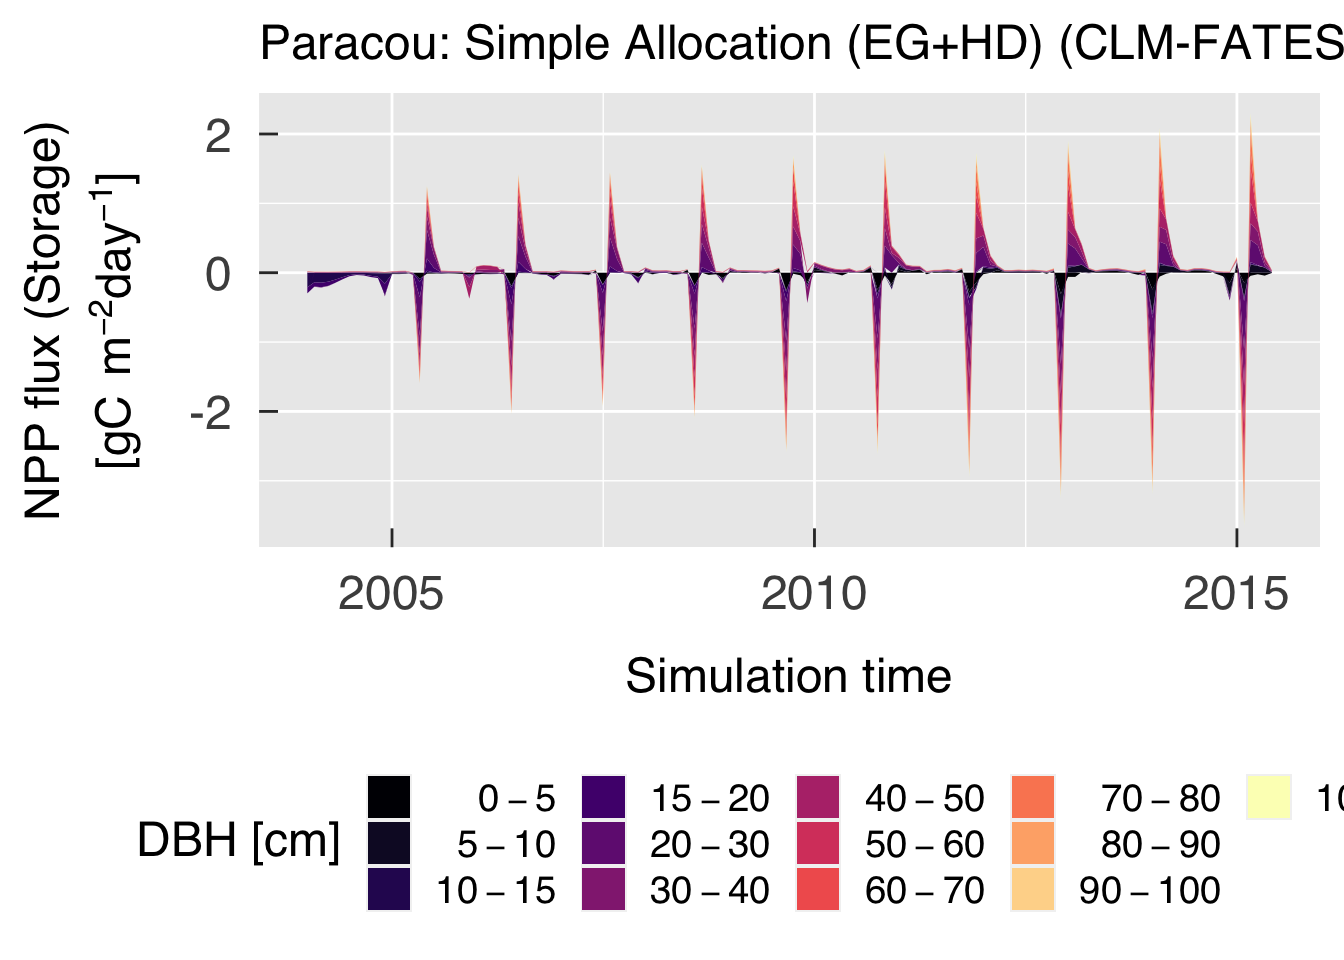 Paracou: Simple Allocation (EG+HD) (CLM-FATES
NPP flux (Storage)
[gC m⁻²day⁻¹]
2
0
-2
2005 2010 2015
Simulation time
DBH [cm]
0 – 5 15 – 20 40 – 50 70 – 80 10
5 – 10 20 – 30 50 – 60 80 – 90
10 – 15 30 – 40 60 – 70 90 – 100